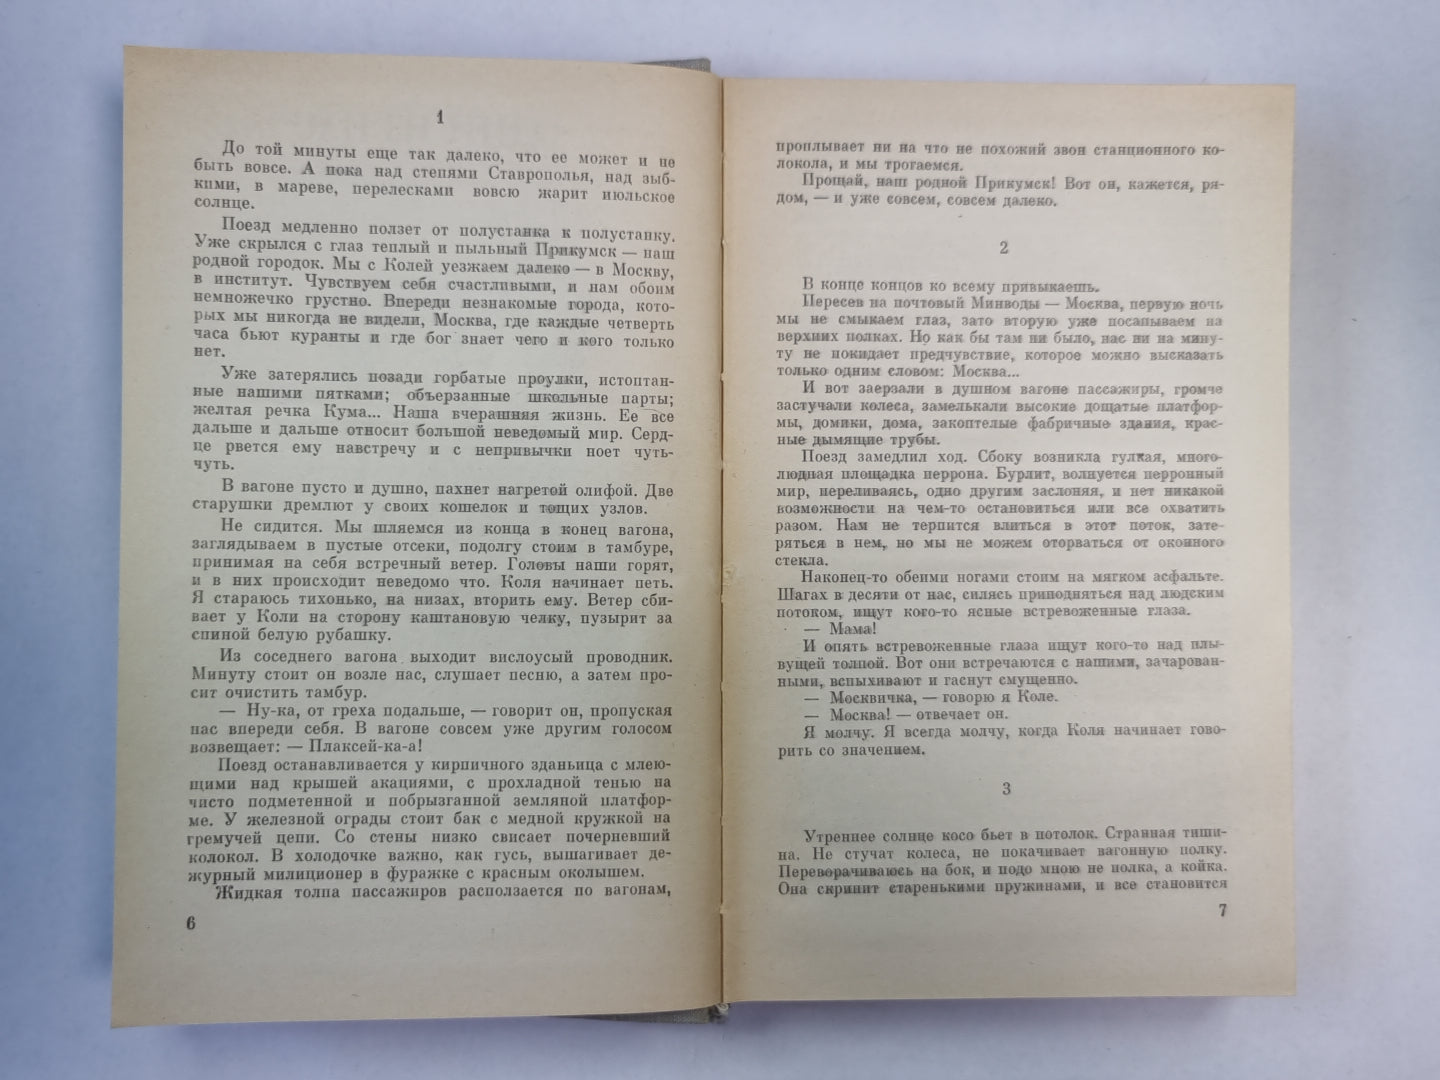 1
До той минуты еще так далеко, что ее может и не
быть вовсе. А пока над степями Ставрополья, над зыб-
кими, в мареве, перелесками вовсю жарит июльское
солнце.
Поезд медленно ползет от полустанка к полустанку.
Уже скрылся с глаз теплый и пыльный Прикумск — наш
родной городок. Мы с Колей уезжаем далеко — в Москву,
в институт. Чувствуем себя счастливыми, и нам обоим
немножечко грустно. Впереди незнакомые города, кото-
рых мы никогда не видели, Москва, где каждые четверть
часа бьют куранты и где бог знает чего и кого только
нет.
Уже затерялись позади горбатые проулки, истоптан-
ные нашими пятками; объерзанные школьные парты;
желтая речка Кума... Наша вчерашняя жизнь. Ее все
дальше и дальше относит большой неведомый мир. Серд-
це рвется ему навстречу и с непривычки ноет чуть-
чуть.
В вагоне пусто и душно, пахнет нагретой олифой. Две
старушки дремлют у своих кошелок и тощих узлов.
Не сидится. Мы шляемся из конца в конец вагона,
заглядываем в пустые отсеки, подолгу стоим в тамбуре,
принимая на себя встречный ветер. Головы наши горят,
и в них происходит неведомо что. Коля начинает петь.
Я стараюсь тихонько, на низах, вторить ему. Ветер сби-
вает у Коли на сторону каштановую челку, пузырит за
спиной белую рубашку.
Из соседнего вагона выходит вислоусый проводник.
Минуту стоит он возле нас, слушает песню, а затем про-
сит очистить тамбур.
— Ну-ка, от греха подальше, — говорит он, пропуская
нас впереди себя. В вагоне совсем уже другим голосом
возвещает: — Плаксей-ка-а!
Поезд останавливается у кирпичного зданьица с млею-
щими над крышей акациями, с прохладной тенью на
чисто подметенной и побрызганной земляной платфор-
ме. У железной ограды стоит бак с медной кружкой на
гремучей цепи. Со стены низко свисает почерневший
колокол. В холодочке важно, как гусь, вышагивает де-
журный милиционер в фуражке с красным околышем.
Жидкая толпа пассажиров расползается по вагонам,
6
проплывает ни на что не похожий звон станционного ко-
локола, и мы трогаемся.
Прощай, наш родной Прикумск! Вот он, кажется, ря-
дом, — и уже совсем, совсем далеко.
2
В конце концов ко всему привыкаешь.
Пересев на почтовый Минводы — Москва, первую ночь
мы не смыкаем глаз, зато вторую уже посапываем на
верхних полках. Но как бы там ни было, нас ни на мину-
ту не покидает предчувствие, которое можно высказать
только одним словом: Москва...
И вот заерзали в душном вагоне пассажиры, громче
застучали колеса, замелькали высокие дощатые платфор-
мы, домики, дома, закоптелые фабричные здания, крас-
ные дымящие трубы.
Поезд замедлил ход. Сбоку возникла гулкая, много-
людная площадка перрона. Бурлит, волнуется перронный
мир, переливаясь, одно другим заслоняя, и нет никакой
возможности на чем-то остановиться или все охватить
разом. Нам не терпится влиться в этот поток, зате-
ряться в нем, но мы не можем оторваться от оконного
стекла.
Наконец-то обеими ногами стоим на мягком асфальте.
Шагах в десяти от нас, силясь приподняться над людским
потоком, ищут кого-то ясные встревоженные глаза.
— Мама!
И опять встревоженные глаза ищут кого-то над плы-
вущей толпой. Вот они встречаются с нашими, зачарован-
ными, вспыхивают и гаснут смущенно.
— Москвичка, — говорю я Коле.
— Москва! — отвечает он.
Я молчу. Я всегда молчу, когда Коля начинает гово-
рить со значением.
3
Утреннее солнце косо бьет в потолок. Странная тиши-
на. Не стучат колеса, не покачивает вагонную полку.
Переворачиваюсь на бок, и подо мною не полка, а койка.
Она скрипит старенькими пружинами, и все становится
7